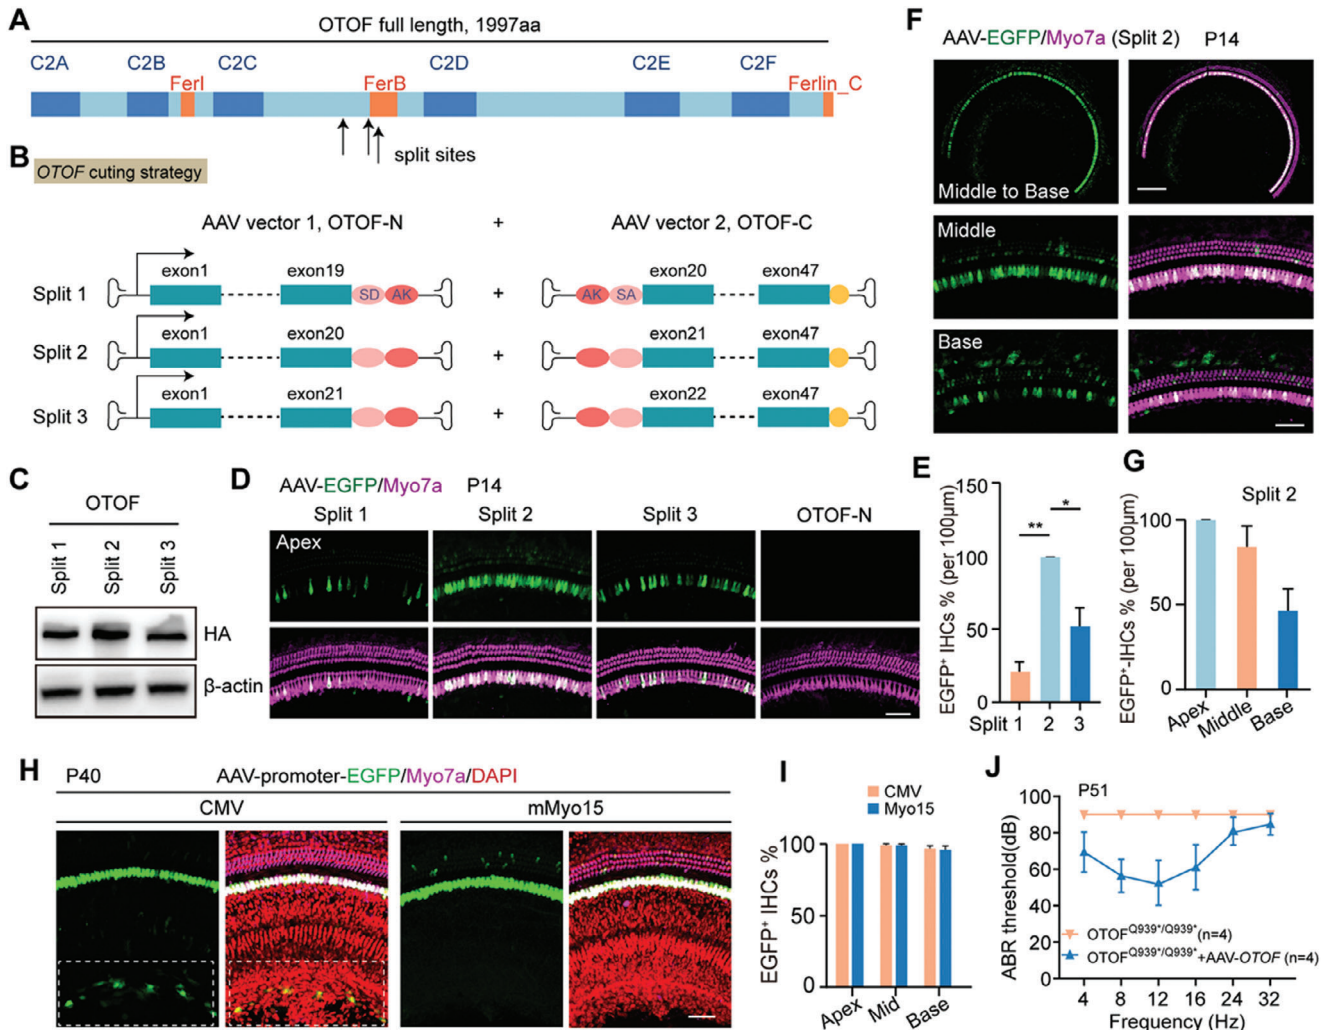 A
OTOF full length, 1997aa
C2A C2B C2C C2D C2E C2F
FerI FerB Ferlin_C
split sites
B
OTOF cuting strategy
AAV vector 1, OTOF-N + AAV vector 2, OTOF-C
Split 1 exon1 exon19 SD AK + AK SA exon20 exon47
Split 2 exon1 exon20 + exon21 exon47
Split 3 exon1 exon21 + exon22 exon47
C
OTOF
Split 1
Split 2
Split 3
HA
β-actin
D
AAV-EGFP/Myo7a P14
Split 1 Split 2 Split 3 OTOF-N
Apex
E
EGFP+ IHCs % (per 100μm)
150
100
50
0
** *
Split 1 2 3
F
AAV-EGFP/Myo7a (Split 2) P14
Middle to Base
Middle
Base
G
Split 2
EGFP+-IHCs % (per 100μm)
100
50
0
Apex Middle Base
H
P40 AAV-promoter-EGFP/Myo7a/DAPI
CMV mMyo15
I
CMV
Myo15
EGFP+ IHCs %
100
50
0
Apex Mid Base
J
P51
ABR threshold(dB)
100
80
60
40
20
0
OTOFQ939*/Q939* (n=4)
OTOFQ939*/Q939*+AAV-OTOF (n=4)
4 8 12 16 24 32
Frequency (Hz)